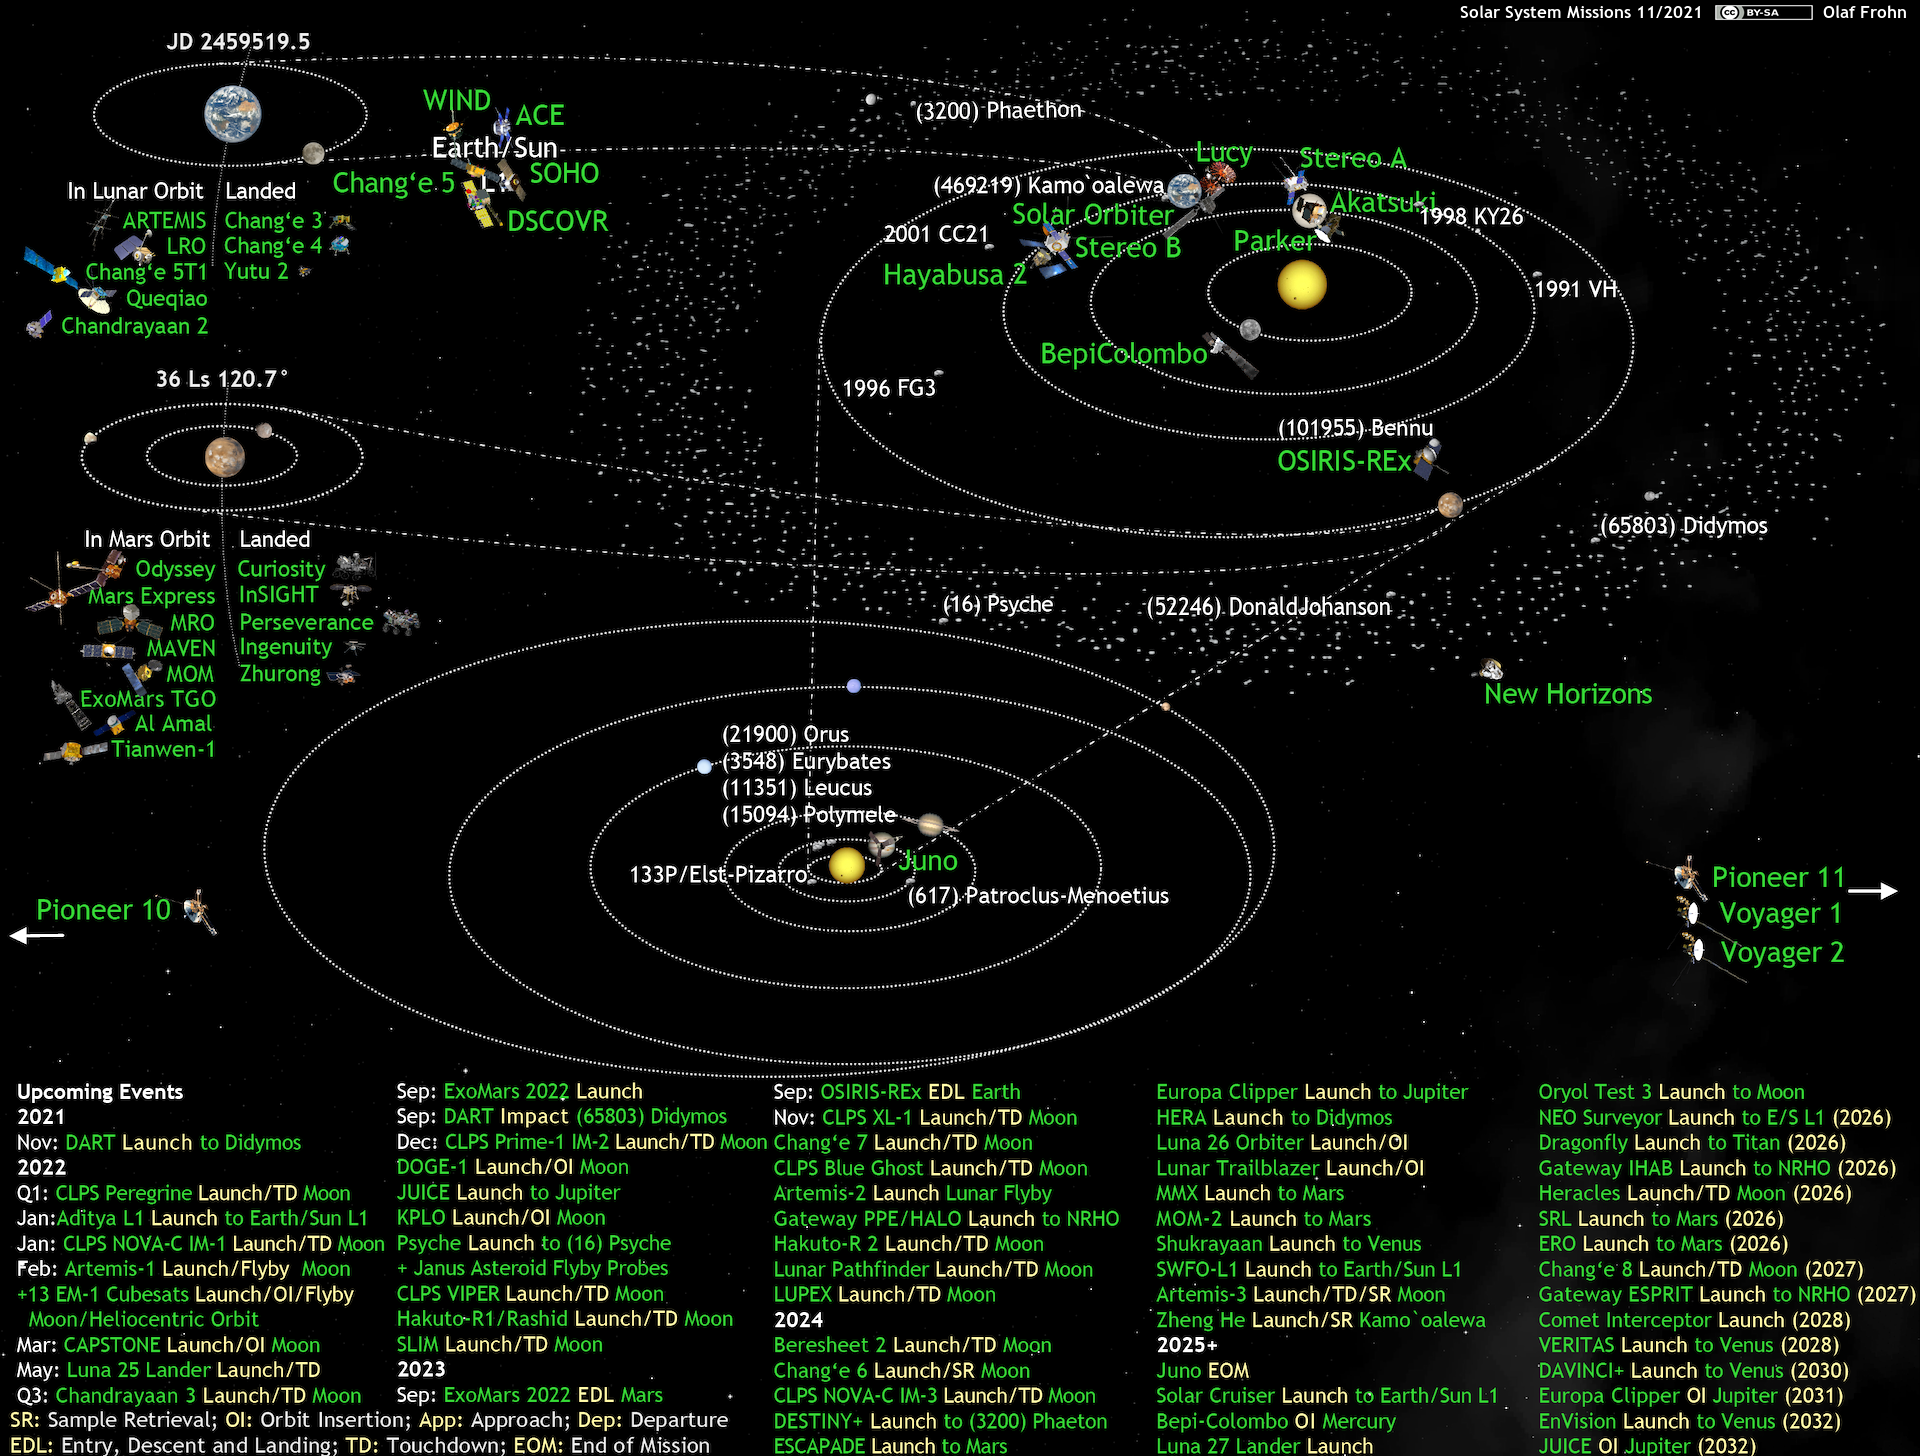 Solar System Missions 11/2021 cc BY-SA Olaf Frohn
JD 2459519.5
WIND
ACE
Earth/Sun
L1
SOHO
Chang‘e 5
DSCOVR
In Lunar Orbit
ARTEMIS
LRO
Chang‘e 5T1
Queqiao
Chandrayaan 2
Landed
Chang‘e 3
Chang‘e 4
Yutu 2
(3200) Phaethon
Lucy
Stereo A
(469219) Kamo`oalewa
Akatsuki
1998 KY26
Solar Orbiter
2001 CC21
Stereo B
Parker
Hayabusa 2
1991 VH
BepiColombo
1996 FG3
(101955) Bennu
OSIRIS-REx
36 Ls 120.7°
In Mars Orbit
Odyssey
Mars Express
MRO
MAVEN
MOM
ExoMars TGO
Al Amal
Tianwen-1
Landed
Curiosity
InSIGHT
Perseverance
Ingenuity
Zhurong
(65803) Didymos
(16) Psyche
(52246) DonaldJohanson
New Horizons
(21900) Orus
(3548) Eurybates
(11351) Leucus
(15094) Polymele
Juno
133P/Elst-Pizarro
(617) Patroclus-Menoetius
Pioneer 10
Pioneer 11
Voyager 1
Voyager 2
Upcoming Events
2021
Nov: DART Launch to Didymos
2022
Q1: CLPS Peregrine Launch/TD Moon
Jan:Aditya L1 Launch to Earth/Sun L1
Jan: CLPS NOVA-C IM-1 Launch/TD Moon
Feb: Artemis-1 Launch/Flyby Moon
+13 EM-1 Cubesats Launch/OI/Flyby
Moon/Heliocentric Orbit
Mar: CAPSTONE Launch/OI Moon
May: Luna 25 Lander Launch/TD
Q3: Chandrayaan 3 Launch/TD Moon
Sep: ExoMars 2022 Launch
Sep: DART Impact (65803) Didymos
Dec: CLPS Prime-1 IM-2 Launch/TD Moon
DOGE-1 Launch/OI Moon
JUICE Launch to Jupiter
KPLO Launch/OI Moon
Psyche Launch to (16) Psyche
+ Janus Asteroid Flyby Probes
CLPS VIPER Launch/TD Moon
Hakuto-R1/Rashid Launch/TD Moon
SLIM Launch/TD Moon
2023
Sep: ExoMars 2022 EDL Mars
Sep: OSIRIS-REx EDL Earth
Nov: CLPS XL-1 Launch/TD Moon
Chang‘e 7 Launch/TD Moon
CLPS Blue Ghost Launch/TD Moon
Artemis-2 Launch Lunar Flyby
Gateway PPE/HALO Launch to NRHO
Hakuto-R 2 Launch/TD Moon
Lunar Pathfinder Launch/TD Moon
LUPEX Launch/TD Moon
2024
Beresheet 2 Launch/TD Moon
Chang‘e 6 Launch/SR Moon
CLPS NOVA-C IM-3 Launch/TD Moon
DESTINY+ Launch to (3200) Phaeton
ESCAPADE Launch to Mars
Europa Clipper Launch to Jupiter
HERA Launch to Didymos
Luna 26 Orbiter Launch/OI
Lunar Trailblazer Launch/OI
MMX Launch to Mars
MOM-2 Launch to Mars
Shukrayaan Launch to Venus
SWFO-L1 Launch to Earth/Sun L1
Artemis-3 Launch/TD/SR Moon
Zheng He Launch/SR Kamo`oalewa
2025+
Juno EOM
Solar Cruiser Launch to Earth/Sun L1
Bepi-Colombo OI Mercury
Luna 27 Lander Launch
Oryol Test 3 Launch to Moon
NEO Surveyor Launch to E/S L1 (2026)
Dragonfly Launch to Titan (2026)
Gateway IHAB Launch to NRHO (2026)
Heracles Launch/TD Moon (2026)
SRL Launch to Mars (2026)
ERO Launch to Mars (2026)
Chang‘e 8 Launch/TD Moon (2027)
Gateway ESPRIT Launch to NRHO (2027)
Comet Interceptor Launch (2028)
VERITAS Launch to Venus (2028)
DAVINCI+ Launch to Venus (2030)
Europa Clipper OI Jupiter (2031)
EnVision Launch to Venus (2032)
JUICE OI Jupiter (2032)
SR: Sample Retrieval; OI: Orbit Insertion; App: Approach; Dep: Departure
EDL: Entry, Descent and Landing; TD: Touchdown; EOM: End of Mission